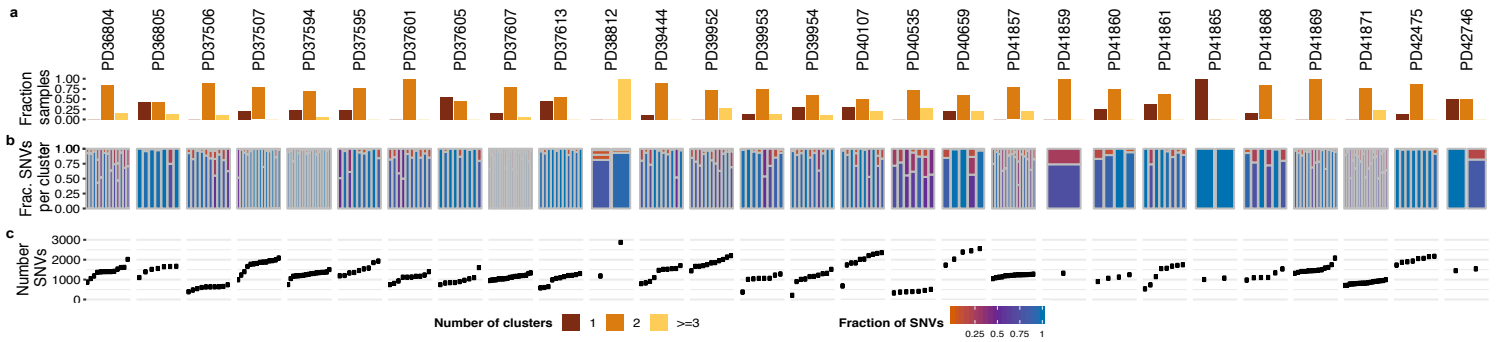 a
PD36804 PD36805 PD37506 PD37507 PD37594 PD37595 PD37601 PD37605 PD37607 PD37613 PD38812 PD39444 PD39952 PD39953 PD39954 PD40107 PD40535 PD40659 PD41857 PD41859 PD41860 PD41861 PD41865 PD41868 PD41869 PD41871 PD42475 PD42746
Fraction
samples
1.00
0.75
0.50
0.25
0.00
b
Frac. SNVs
per cluster
1.00
0.75
0.50
0.25
0.00
c
Number
SNVs
3000
2000
1000
0
Number of clusters 1 2 >=3
Fraction of SNVs
0.25 0.5 0.75 1